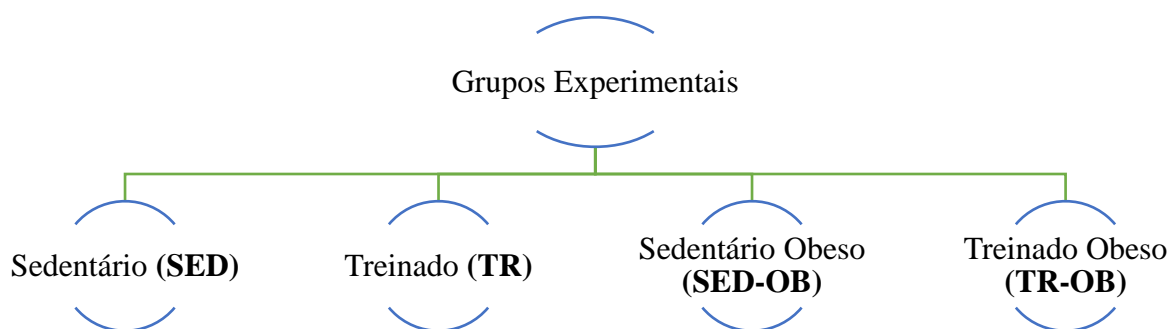 Grupos Experimentais
Sedentário (SED)
Treinado (TR)
Sedentário Obeso
(SED-OB)
Treinado Obeso
(TR-OB)